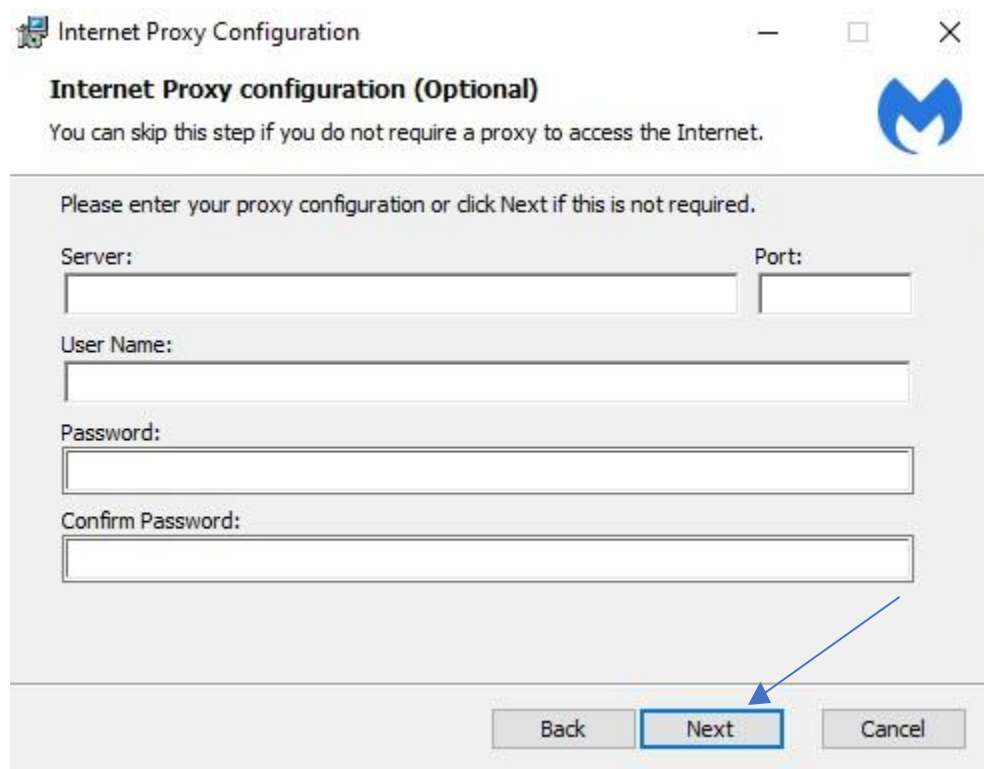 Internet Proxy Configuration
Internet Proxy configuration (Optional)
You can skip this step if you do not require a proxy to access the Internet.
Please enter your proxy configuration or click Next if this is not required.
Server: Port:
User Name:
Password:
Confirm Password:
Back Next Cancel